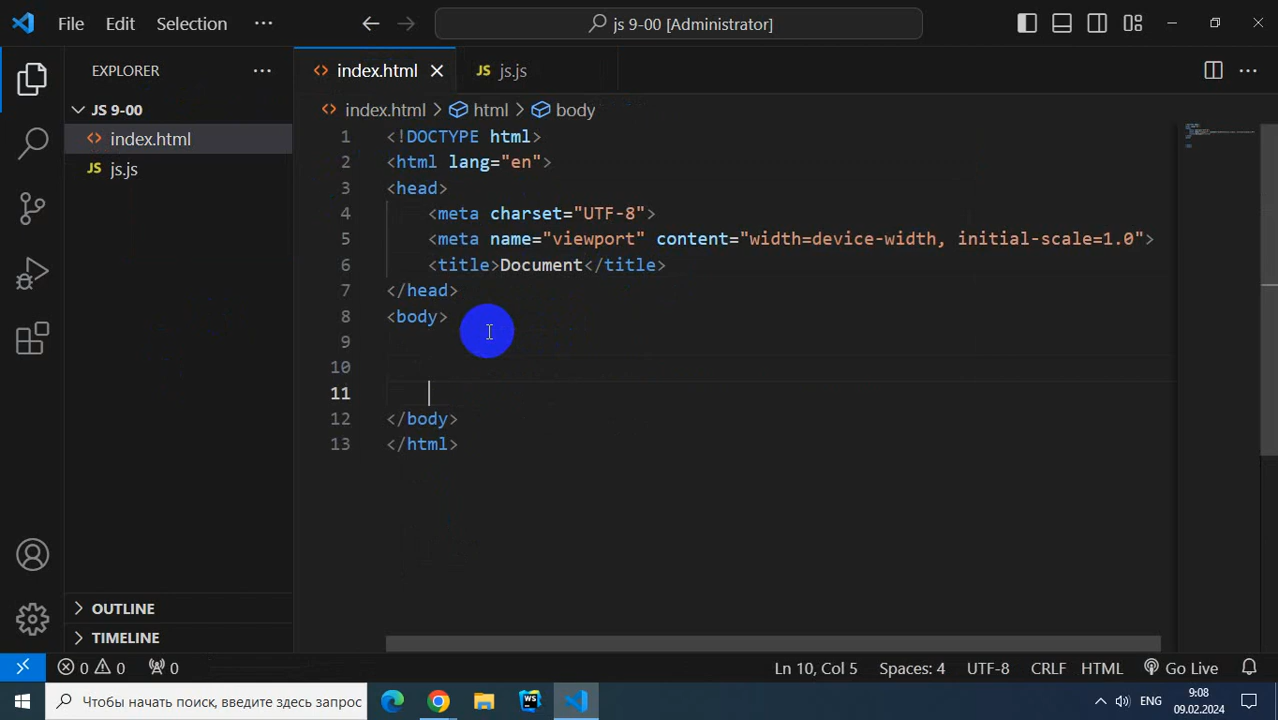 File Edit Selection ··· js 9-00 [Administrator]
EXPLORER ···
index.html
JS js.js
index.html > html > body
JS 9-00
index.html
JS js.js
1 <!DOCTYPE html>
2 <html lang="en">
3 <head>
4 <meta charset="UTF-8">
5 <meta name="viewport" content="width=device-width, initial-scale=1.0">
6 <title>Document</title>
7 </head>
8 <body>
9
10
11
12 </body>
13 </html>
OUTLINE
TIMELINE
0 0 0 Ln 10, Col 5 Spaces: 4 UTF-8 CRLF HTML Go Live
Чтобы начать поиск, введите здесь запрос
WS
ENG
9:08
09.02.2024